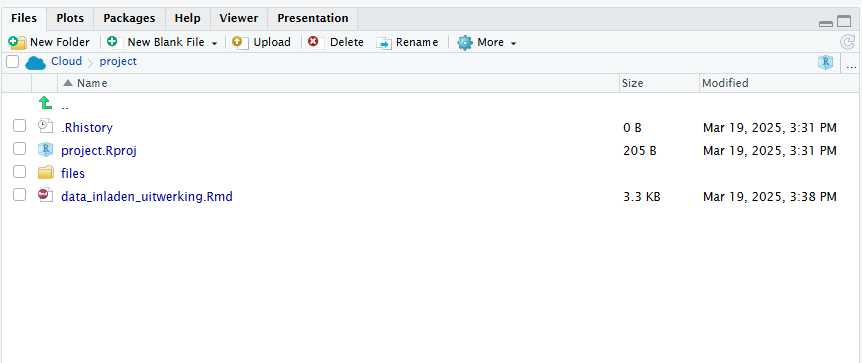 Files Plots Packages Help Viewer Presentation
New Folder New Blank File Upload Delete Rename More
Cloud project R ...
Name Size Modified
..
.Rhistory 0 B Mar 19, 2025, 3:31 PM
R project.Rproj 205 B Mar 19, 2025, 3:31 PM
files
data_inladen_uitwerking.Rmd 3.3 KB Mar 19, 2025, 3:38 PM